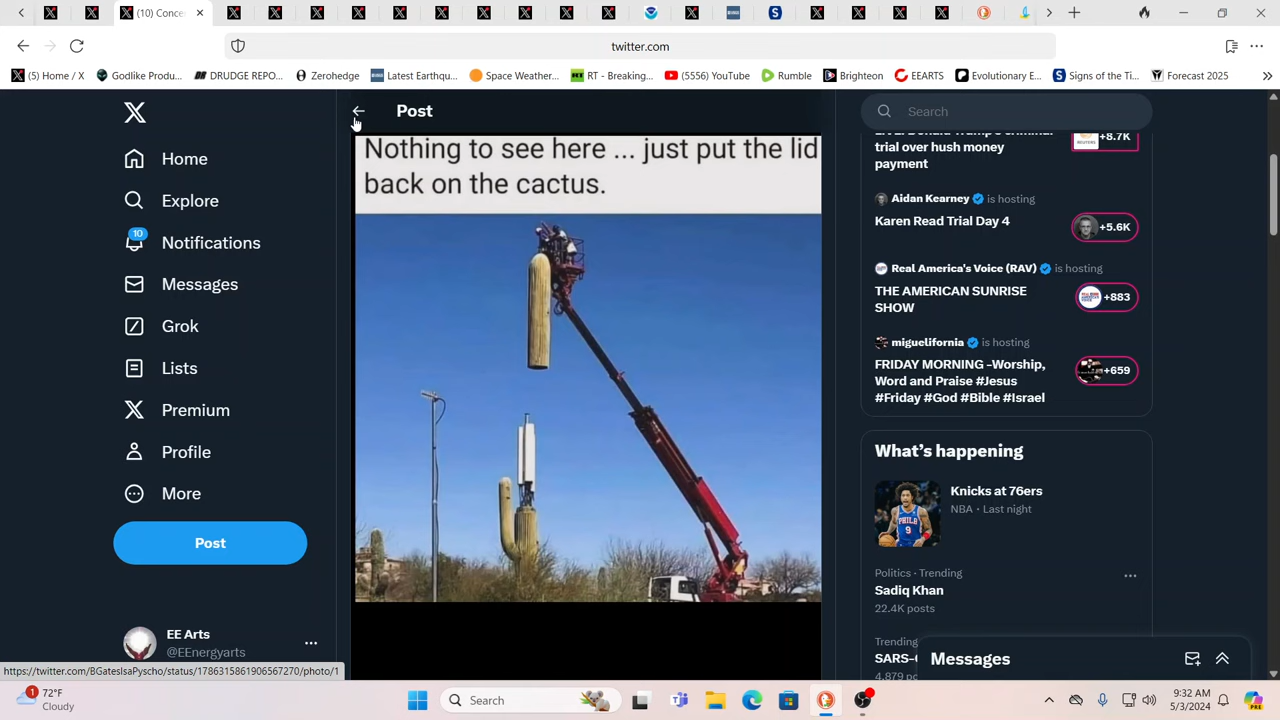 (10) Conce
twitter.com
(5) Home / X
Godlike Produ...
DRUDGE REPO...
Zerohedge
Latest Earthqu...
Space Weather...
RT - Breaking...
(5556) YouTube
Rumble
Brighteon
EEARTS
Evolutionary E...
Signs of the Ti...
Forecast 2025
Post
Search
Home
Explore
10
Notifications
Messages
Grok
Lists
Premium
Profile
More
Post
EE Arts
@EEnergyarts
Nothing to see here ... just put the lid
back on the cactus.
trial over hush money
payment
+8.7K
Aidan Kearney is hosting
Karen Read Trial Day 4
+5.6K
Real America's Voice (RAV) is hosting
THE AMERICAN SUNRISE
SHOW
+883
miguelifornia is hosting
FRIDAY MORNING -Worship,
Word and Praise #Jesus
#Friday #God #Bible #Israel
+659
What's happening
Knicks at 76ers
NBA · Last night
Politics · Trending
Sadiq Khan
22.4K posts
Trending
SARS-
4,879 po
Messages
https://twitter.com/BGatesIsaPyscho/status/1786315861906567270/photo/1
1
72°F
Cloudy
Search
9:32 AM
5/3/2024